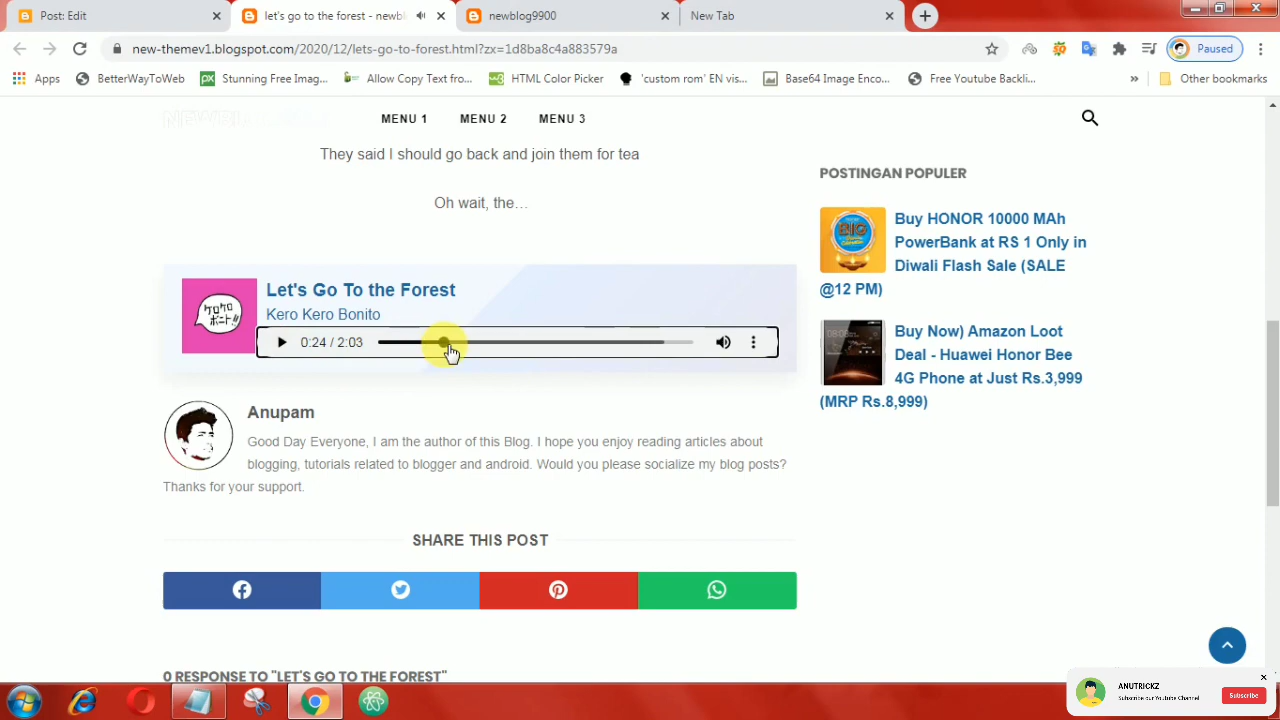 Post: Edit
let's go to the forest - newbl
newblog9900
New Tab
new-themev1.blogspot.com/2020/12/lets-go-to-forest.html?zx=1d8ba8c4a883579a
Paused
Apps
BetterWayToWeb
Stunning Free Imag...
Allow Copy Text fro...
HTML Color Picker
'custom rom' EN vis...
Base64 Image Enco...
Free Youtube Backli...
»
Other bookmarks
MENU 1
MENU 2
MENU 3
They said I should go back and join them for tea
Oh wait, the…
POSTINGAN POPULER
Buy HONOR 10000 MAh
PowerBank at RS 1 Only in
Diwali Flash Sale (SALE
@12 PM)
Buy Now) Amazon Loot
Deal - Huawei Honor Bee
4G Phone at Just Rs.3,999
(MRP Rs.8,999)
Let's Go To the Forest
Kero Kero Bonito
0:24 / 2:03
Anupam
Good Day Everyone, I am the author of this Blog. I hope you enjoy reading articles about
blogging, tutorials related to blogger and android. Would you please socialize my blog posts?
Thanks for your support.
SHARE THIS POST
0 RESPONSE TO "LET'S GO TO THE FOREST"
ANUTRICKZ
Subscribe our Youtube Channel
Subscribe